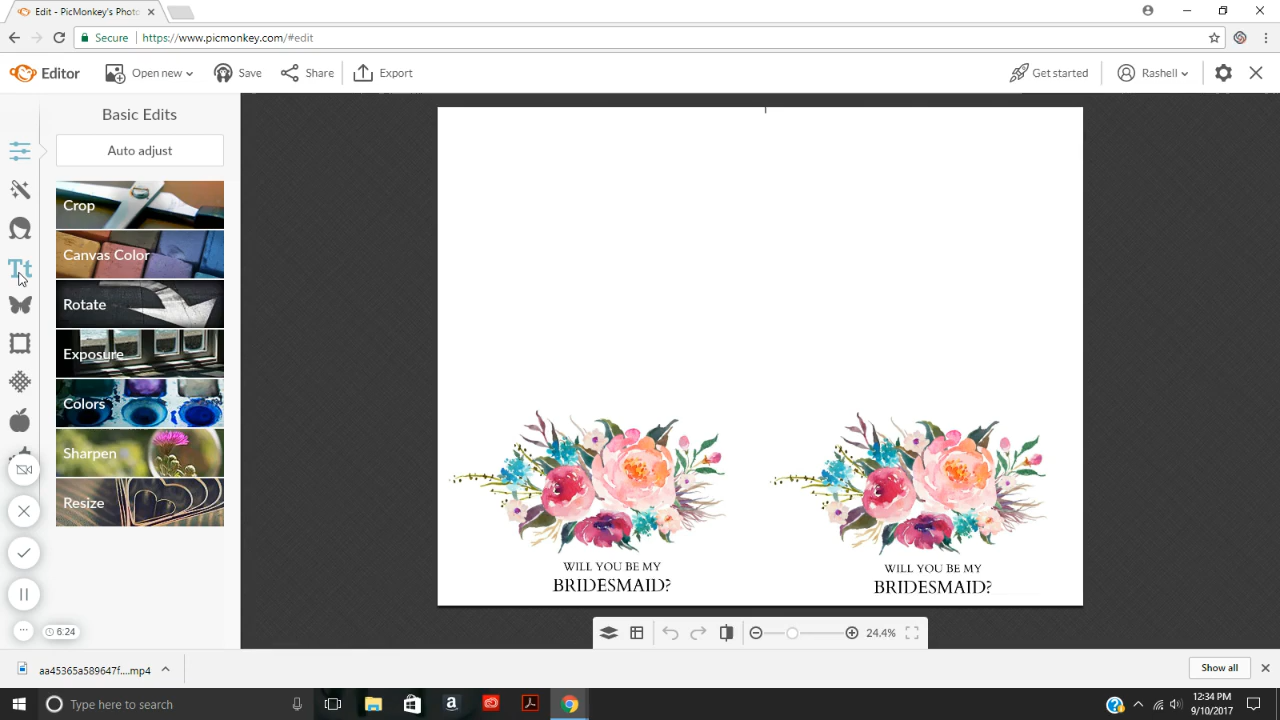 Edit - PicMonkey's Photo
Secure https://www.picmonkey.com/#edit
Editor Open new Save Share Export Get started Rashell
Basic Edits
Auto adjust
Crop
Canvas Color
Tt
Rotate
Exposure
Colors
Sharpen
Resize
WILL YOU BE MY
BRIDESMAID?
WILL YOU BE MY
BRIDESMAID?
6:24
24.4%
aa45365a589647f....mp4
Show all
Type here to search
12:34 PM
9/10/2017